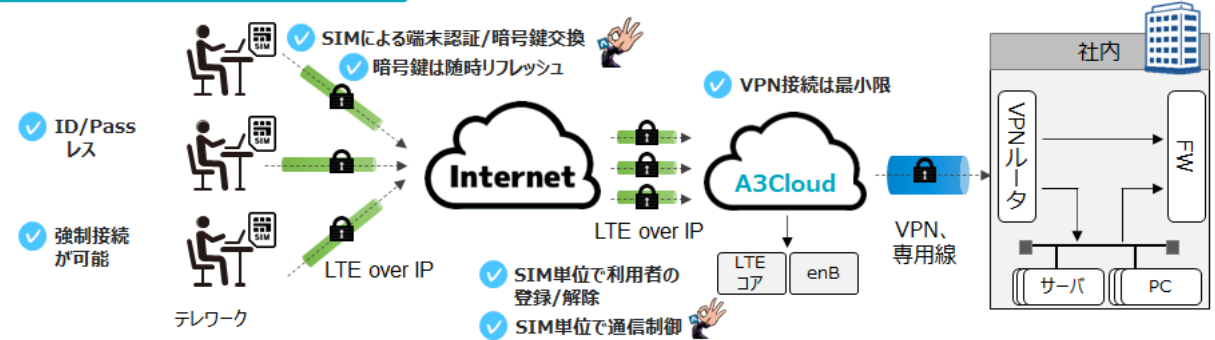 SIM
SIMによる端末認証/暗号鍵交換
暗号鍵は随時リフレッシュ
ID/Pass
レス
SIM
強制接続
が可能
SIM
テレワーク
LTE over IP
Internet
LTE over IP
VPN接続は最小限
A3Cloud
LTE
コア
enB
SIM単位で利用者の
登録/解除
SIM単位で通信制御
VPN、
専用線
社内
VPNルータ
FW
サーバ
PC